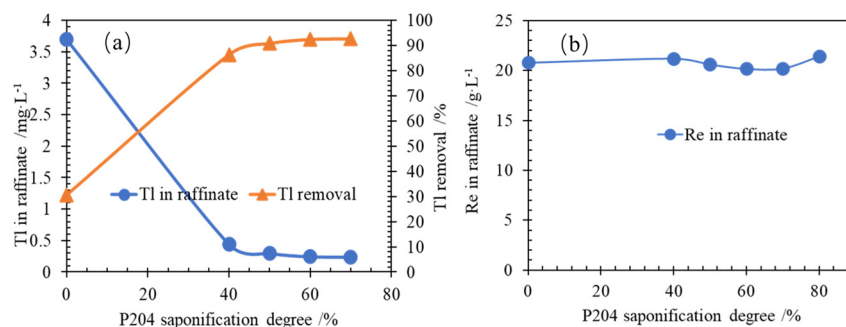 (a)
4
3.5
3
2.5
2
1.5
1
0.5
0
100
90
80
70
60
50
40
30
20
10
0
0 20 40 60 80
Tl in raffinate /mg·L⁻¹
Tl removal /%
Tl in raffinate Tl removal
P204 saponification degree /%
(b)
25
20
15
10
5
0
0 20 40 60 80
Re in raffinate /g·L⁻¹
Re in raffinate
P204 saponification degree /%